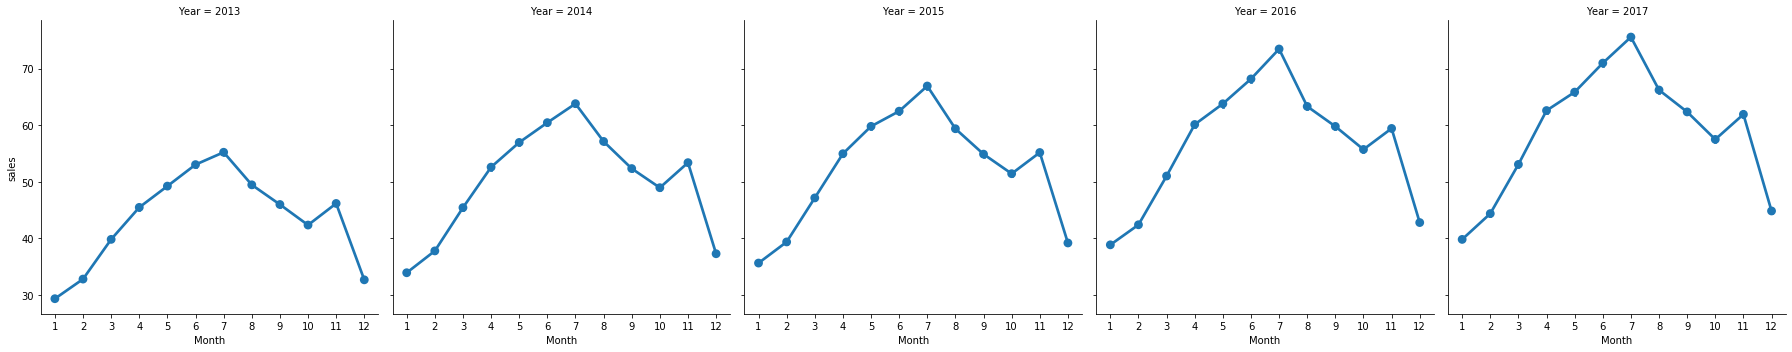 Year = 2013
Year = 2014
Year = 2015
Year = 2016
Year = 2017
70
60
50
40
30
sales
1 2 3 4 5 6 7 8 9 10 11 12
1 2 3 4 5 6 7 8 9 10 11 12
1 2 3 4 5 6 7 8 9 10 11 12
1 2 3 4 5 6 7 8 9 10 11 12
1 2 3 4 5 6 7 8 9 10 11 12
Month
Month
Month
Month
Month